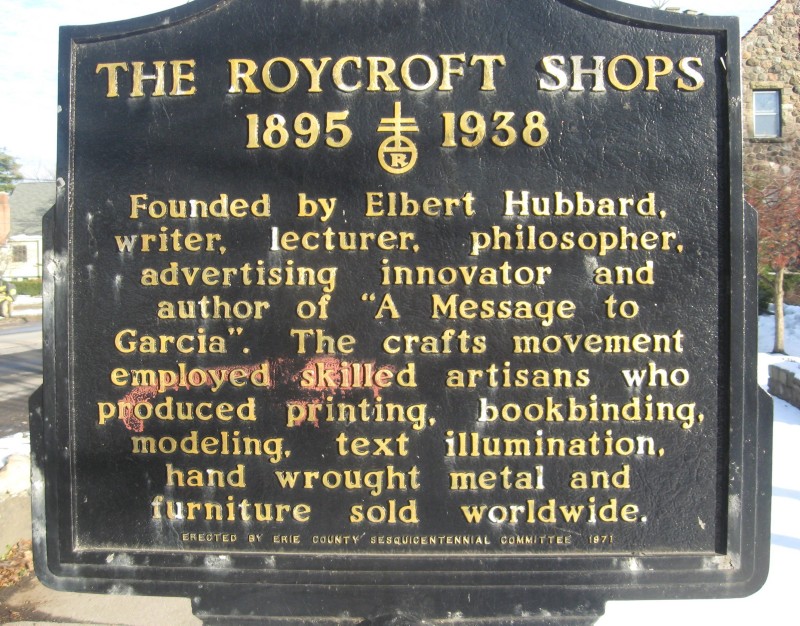 THE ROYCROFT SHOPS
1895 R 1938
Founded by Elbert Hubbard,
writer, lecturer, philosopher,
advertising innovator and
author of "A Message to
Garcia". The crafts movement
employed skilled artisans who
produced printing, bookbinding,
modeling, text illumination,
hand wrought metal and
furniture sold worldwide.
ERECTED BY ERIE COUNTY SESQUICENTENNIAL COMMITTEE 1971